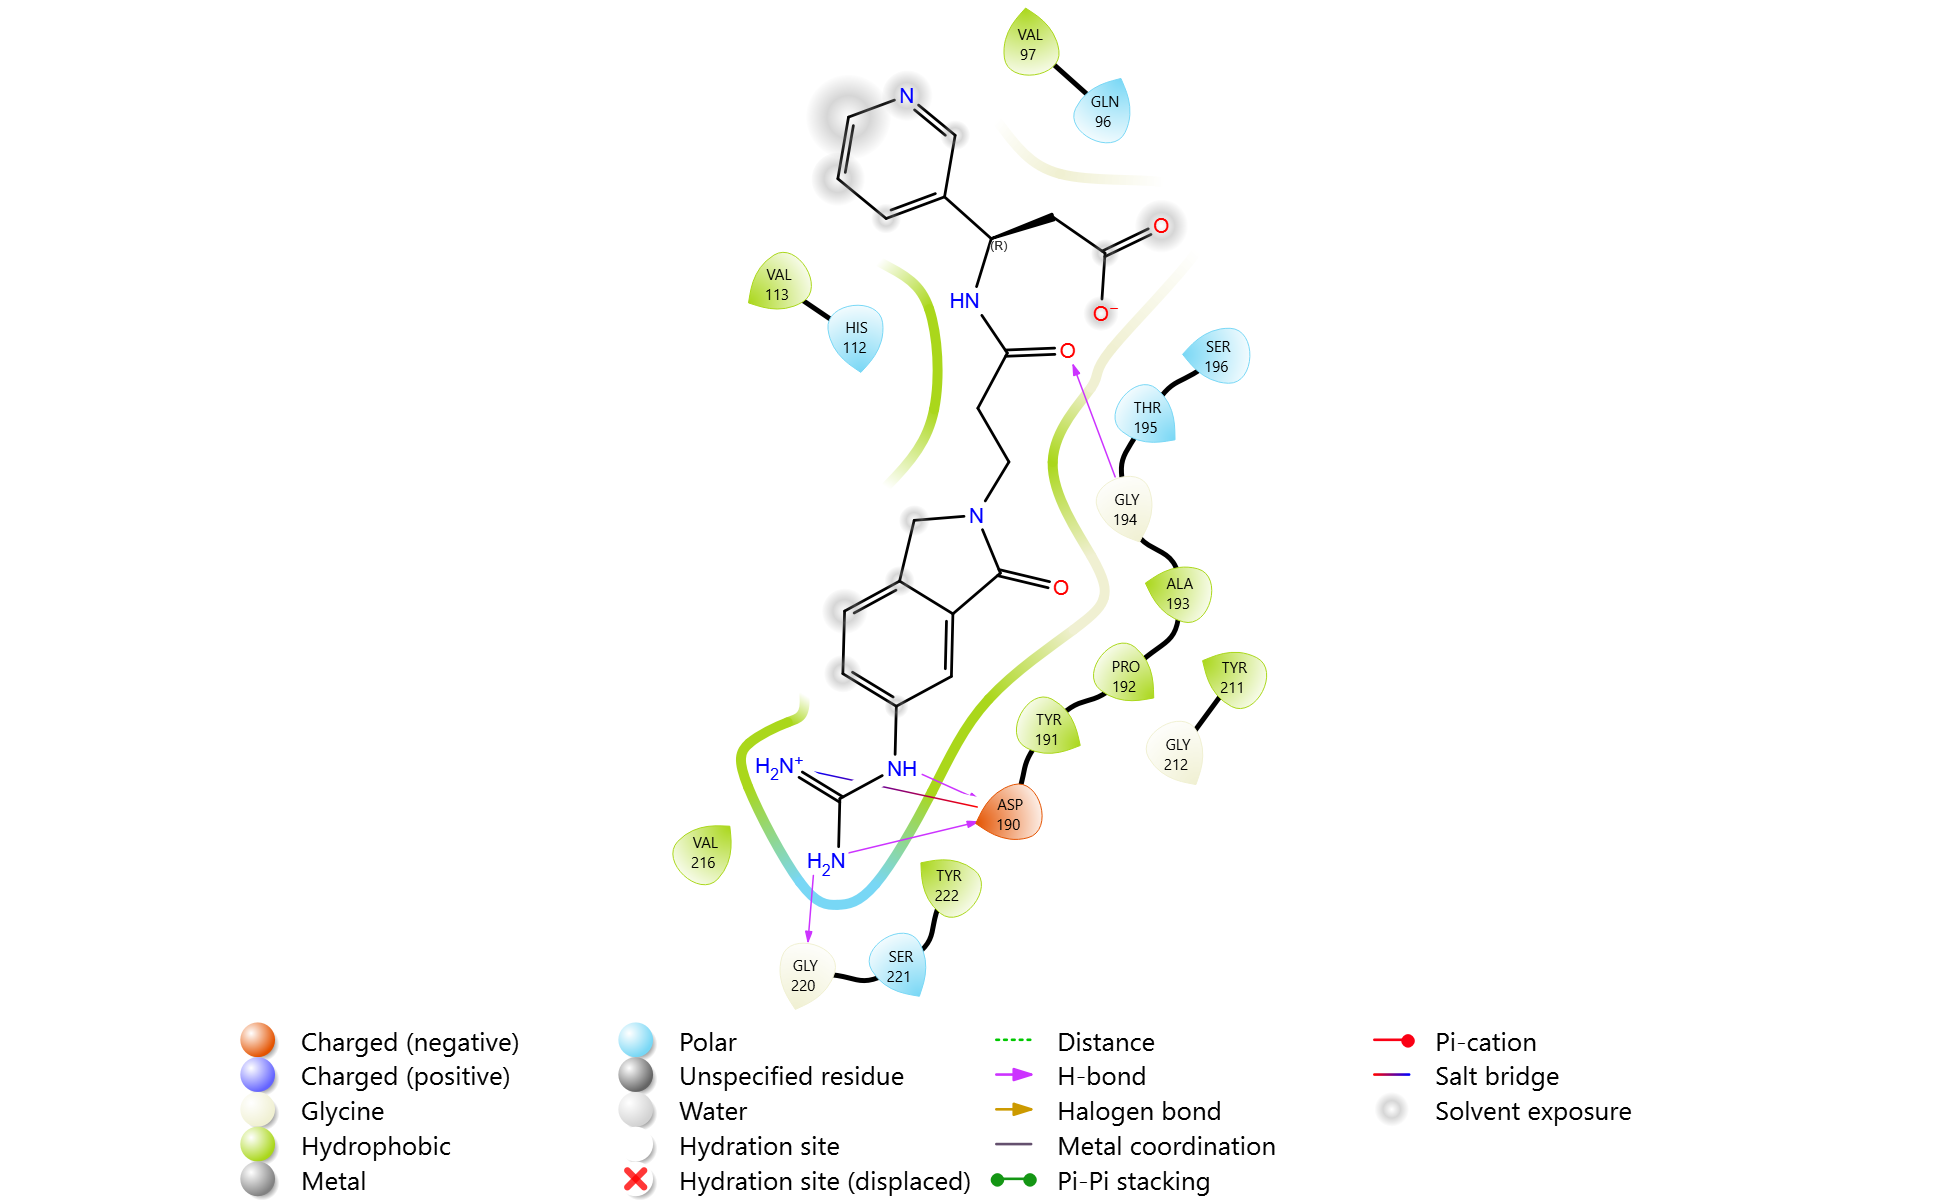 VAL
97
GLN
96
N
O
(R)
HN
O⁻
O
VAL
113
HIS
112
SER
196
THR
195
GLY
194
N
O
ALA
193
PRO
192
TYR
211
TYR
191
GLY
212
H₂N⁺
NH
ASP
190
VAL
216
H₂N
TYR
222
GLY
220
SER
221
Charged (negative)
Charged (positive)
Glycine
Hydrophobic
Metal
Polar
Unspecified residue
Water
Hydration site
Hydration site (displaced)
Distance
H-bond
Halogen bond
Metal coordination
Pi-Pi stacking
Pi-cation
Salt bridge
Solvent exposure